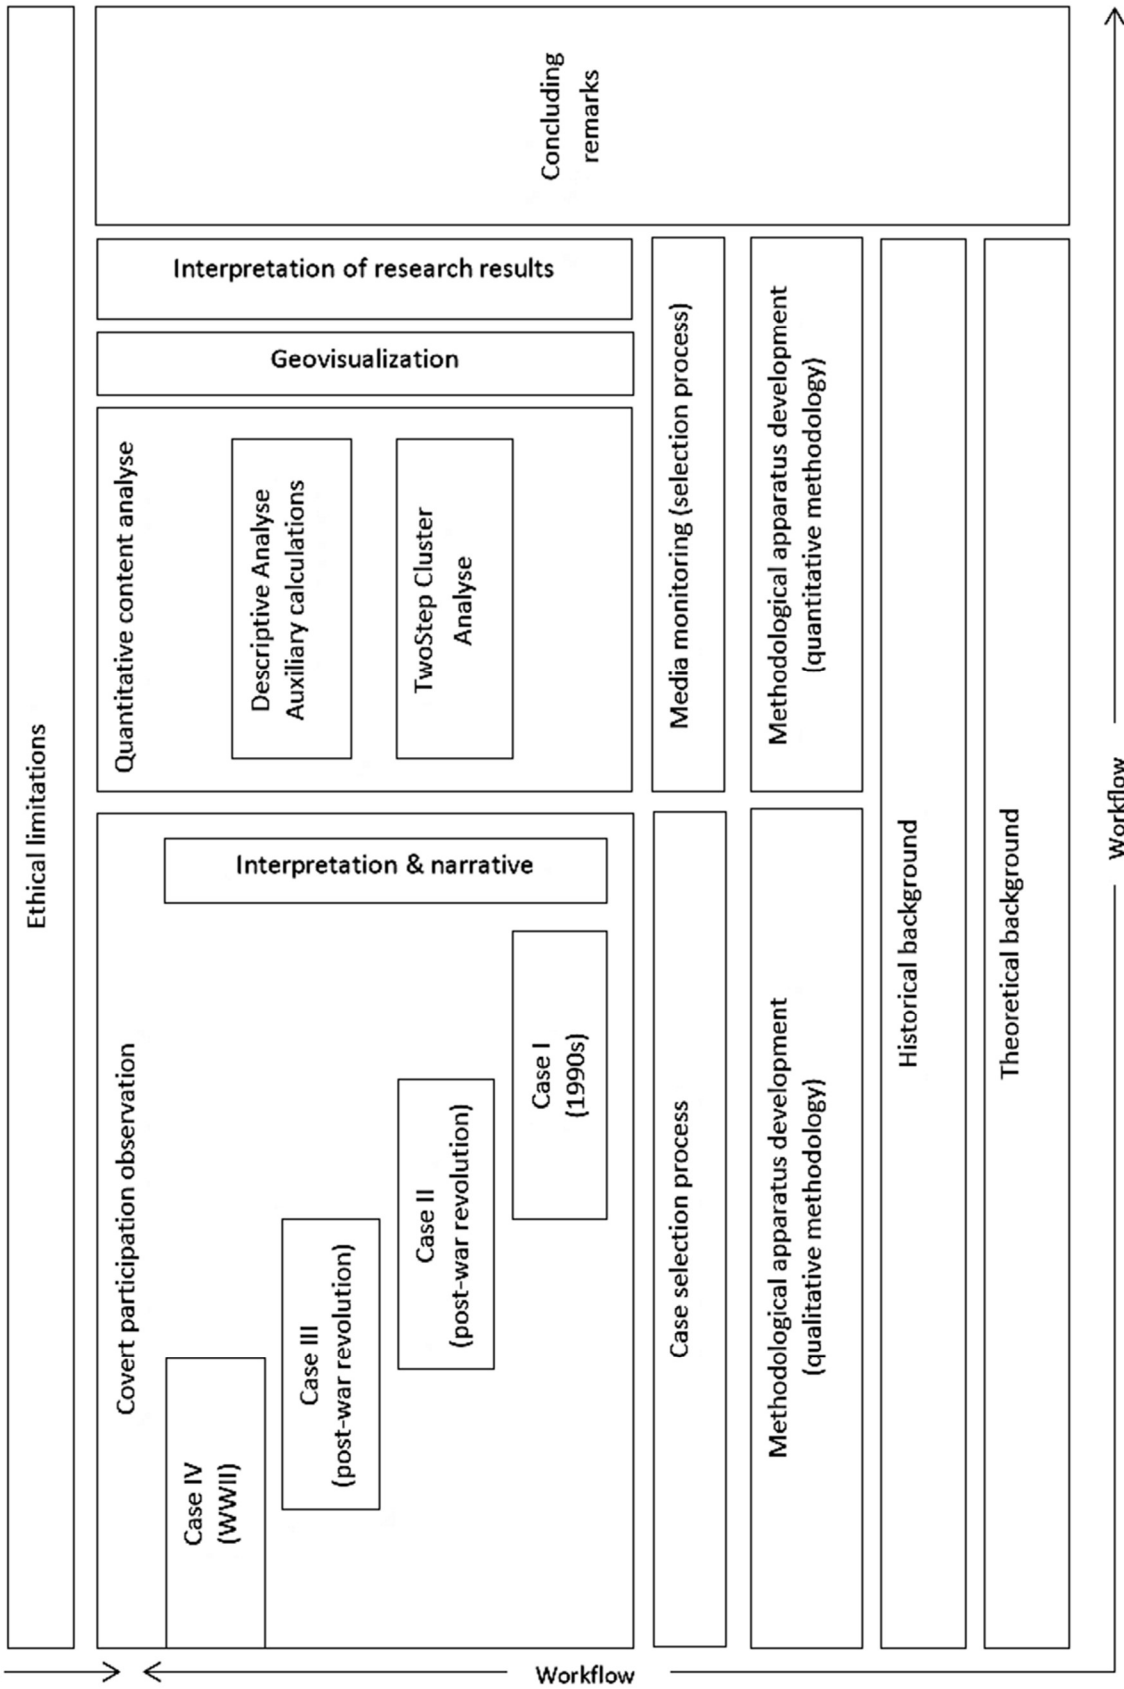 Ethical limitations
Covert participation observation
Case IV
(WWII)
Case III
(post-war revolution)
Case II
(post-war revolution)
Case I
(1990s)
Interpretation & narrative
Quantitative content analyse
Descriptive Analyse
Auxiliary calculations
TwoStep Cluster
Analyse
Geovisualization
Interpretation of research results
Concluding
remarks
Case selection process
Media monitoring (selection process)
Methodological apparatus development
(qualitative methodology)
Methodological apparatus development
(quantitative methodology)
Historical background
Theoretical background
Workflow
Workflow